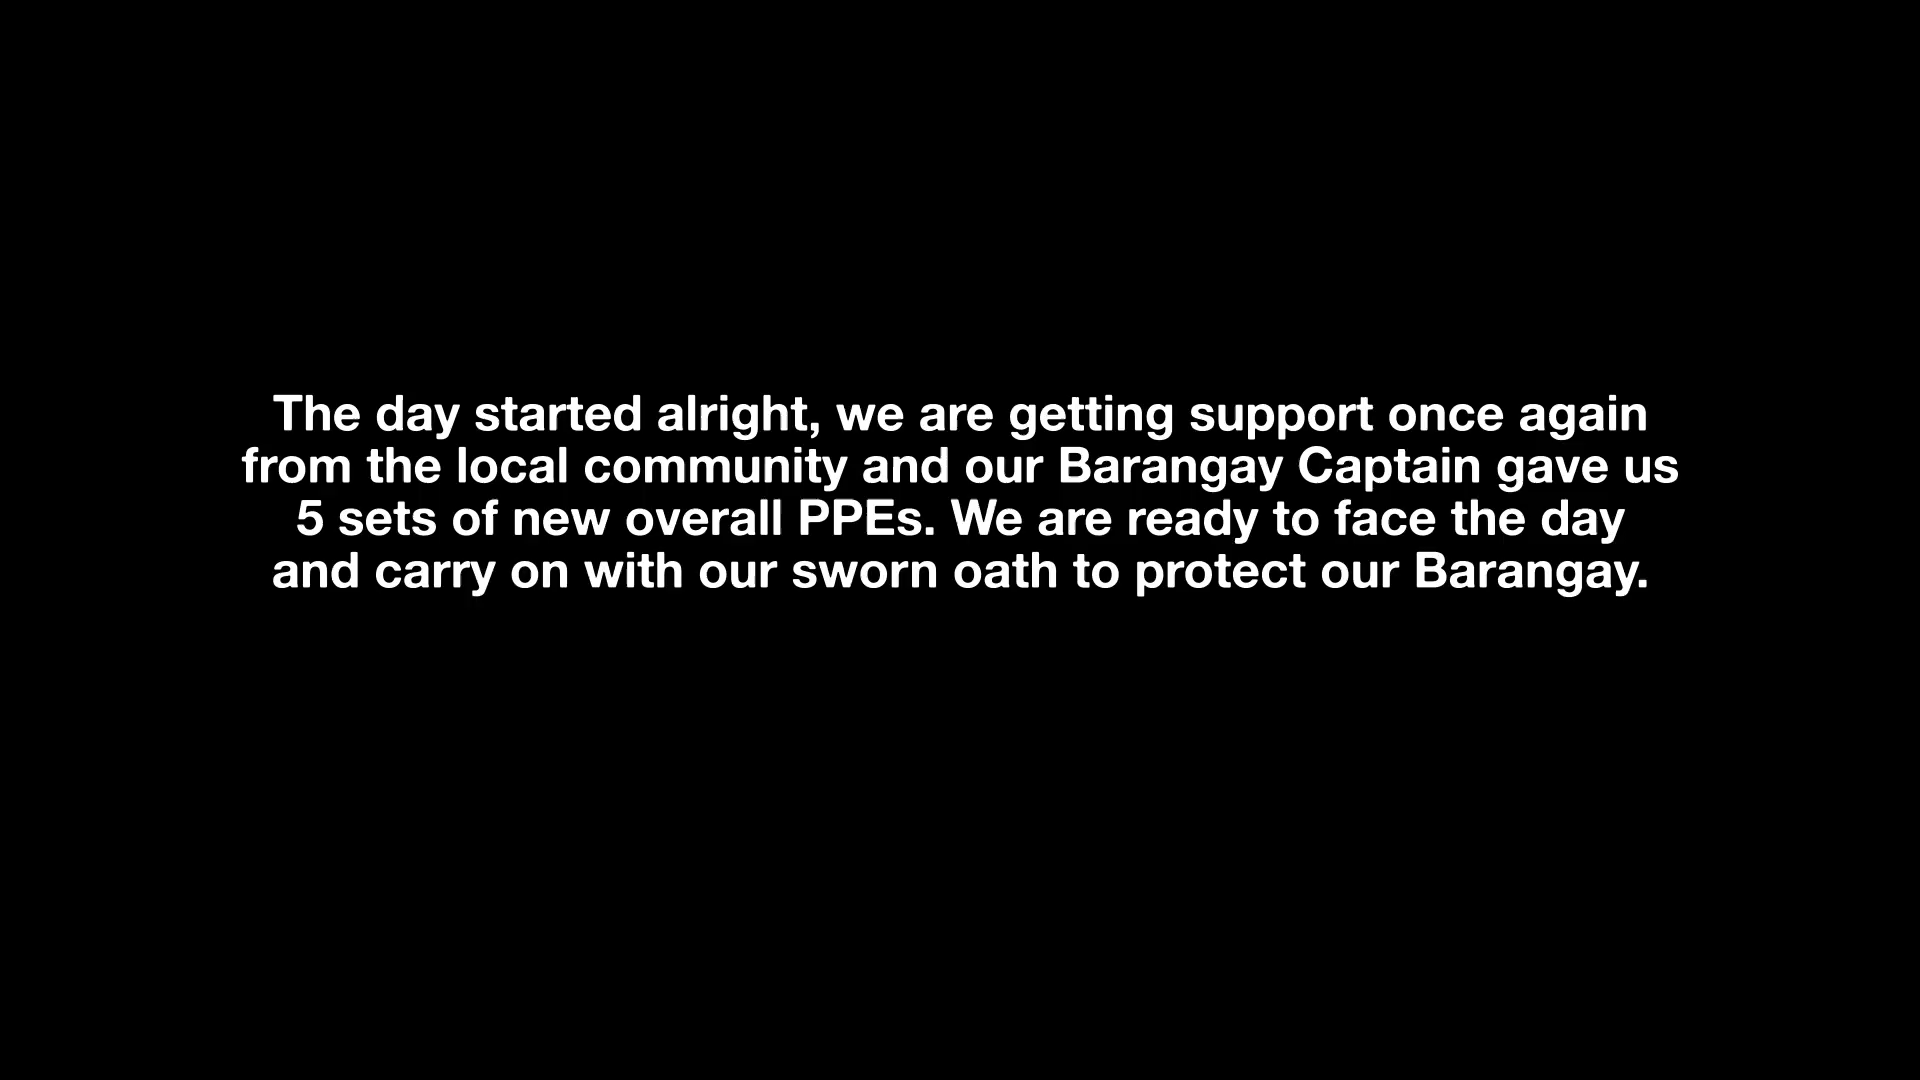 The day started alright, we are getting support once again
from the local community and our Barangay Captain gave us
5 sets of new overall PPEs. We are ready to face the day
and carry on with our sworn oath to protect our Barangay.